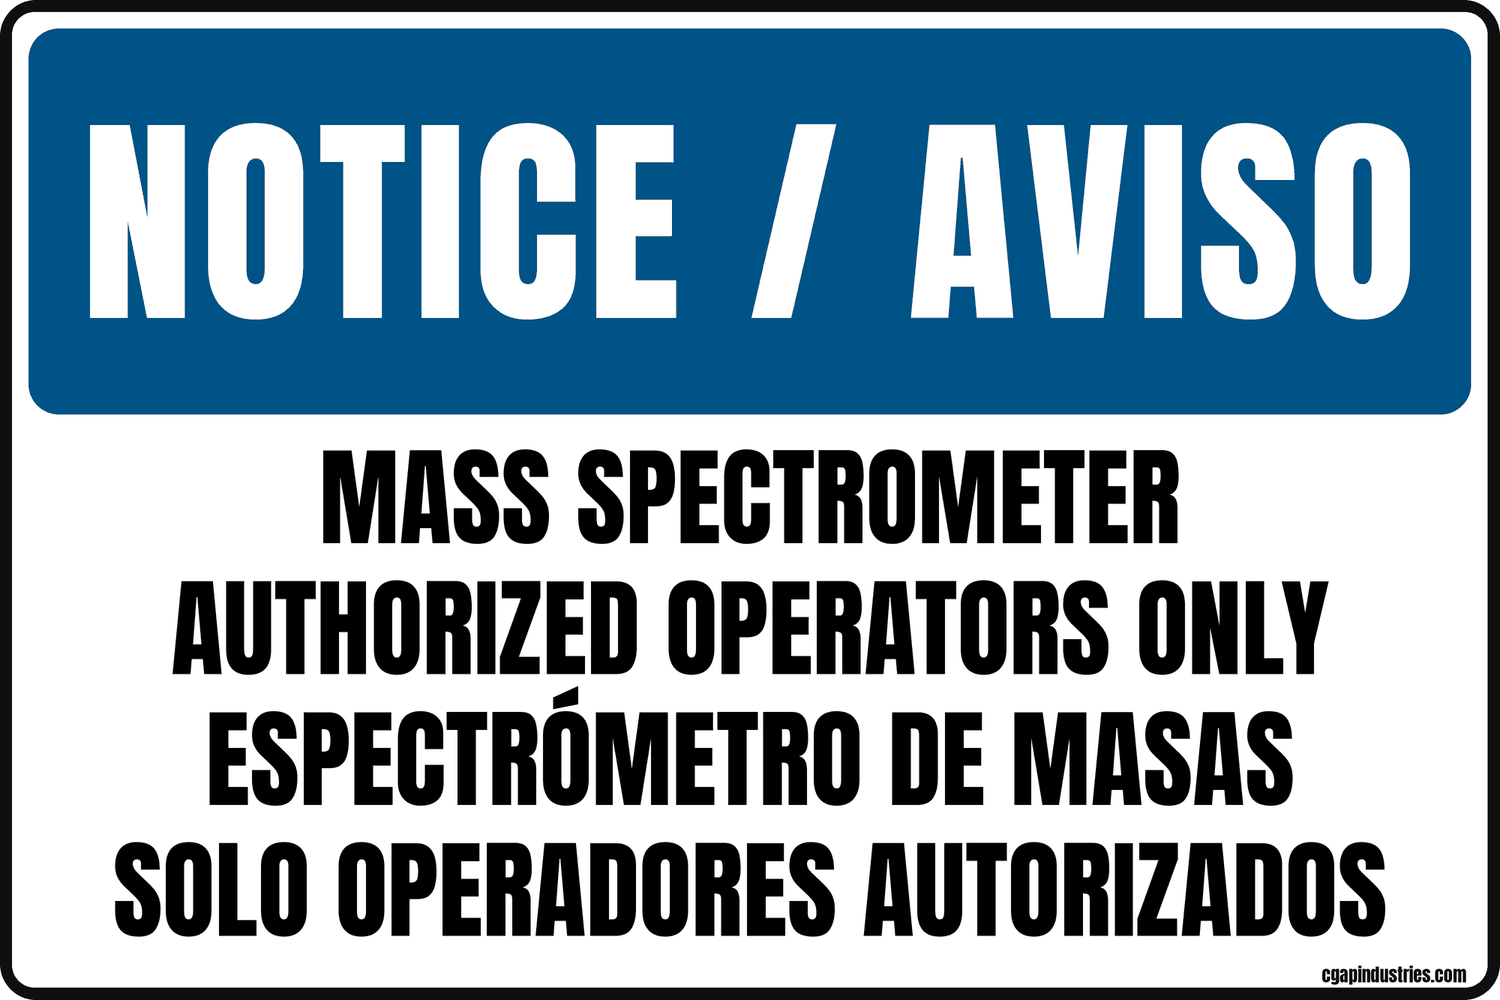 NOTICE / AVISO
MASS SPECTROMETER
AUTHORIZED OPERATORS ONLY
ESPECTRÓMETRO DE MASAS
SOLO OPERADORES AUTORIZADOS
cgapindustries.com